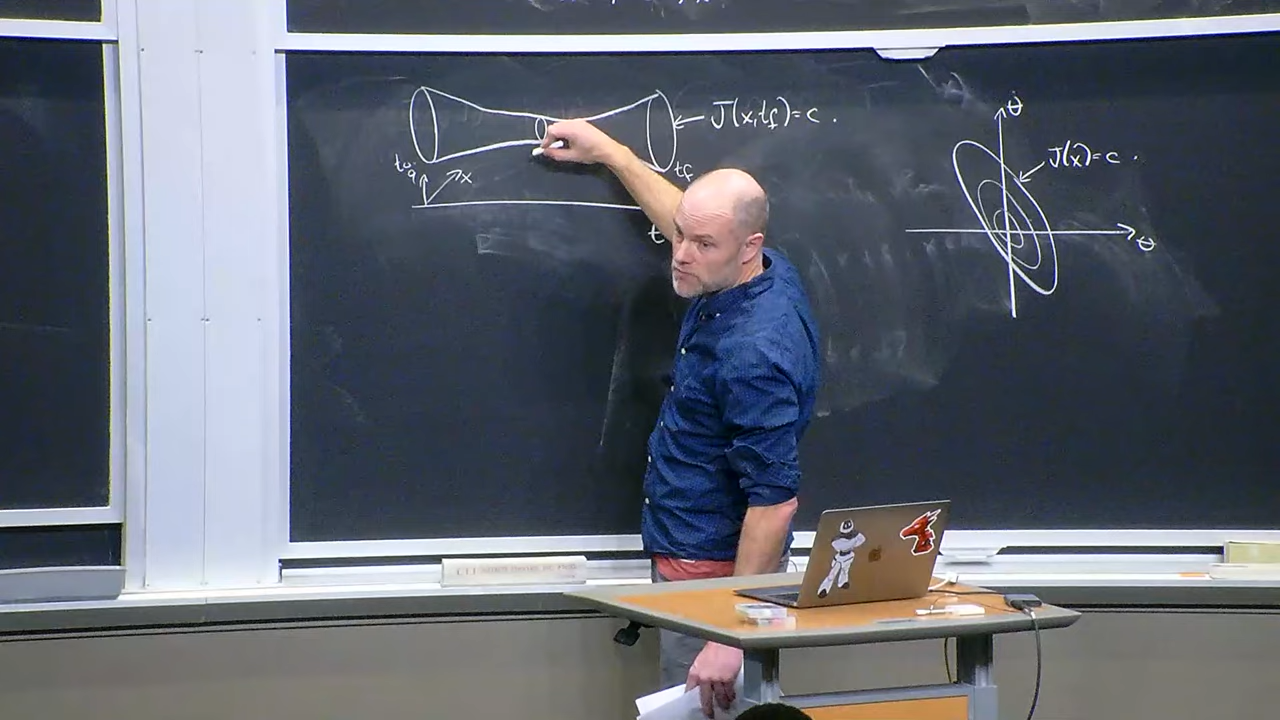 J(x,tf)=c.
t₀
q
x
tf
t
θ̇
J(x)=c.
θ